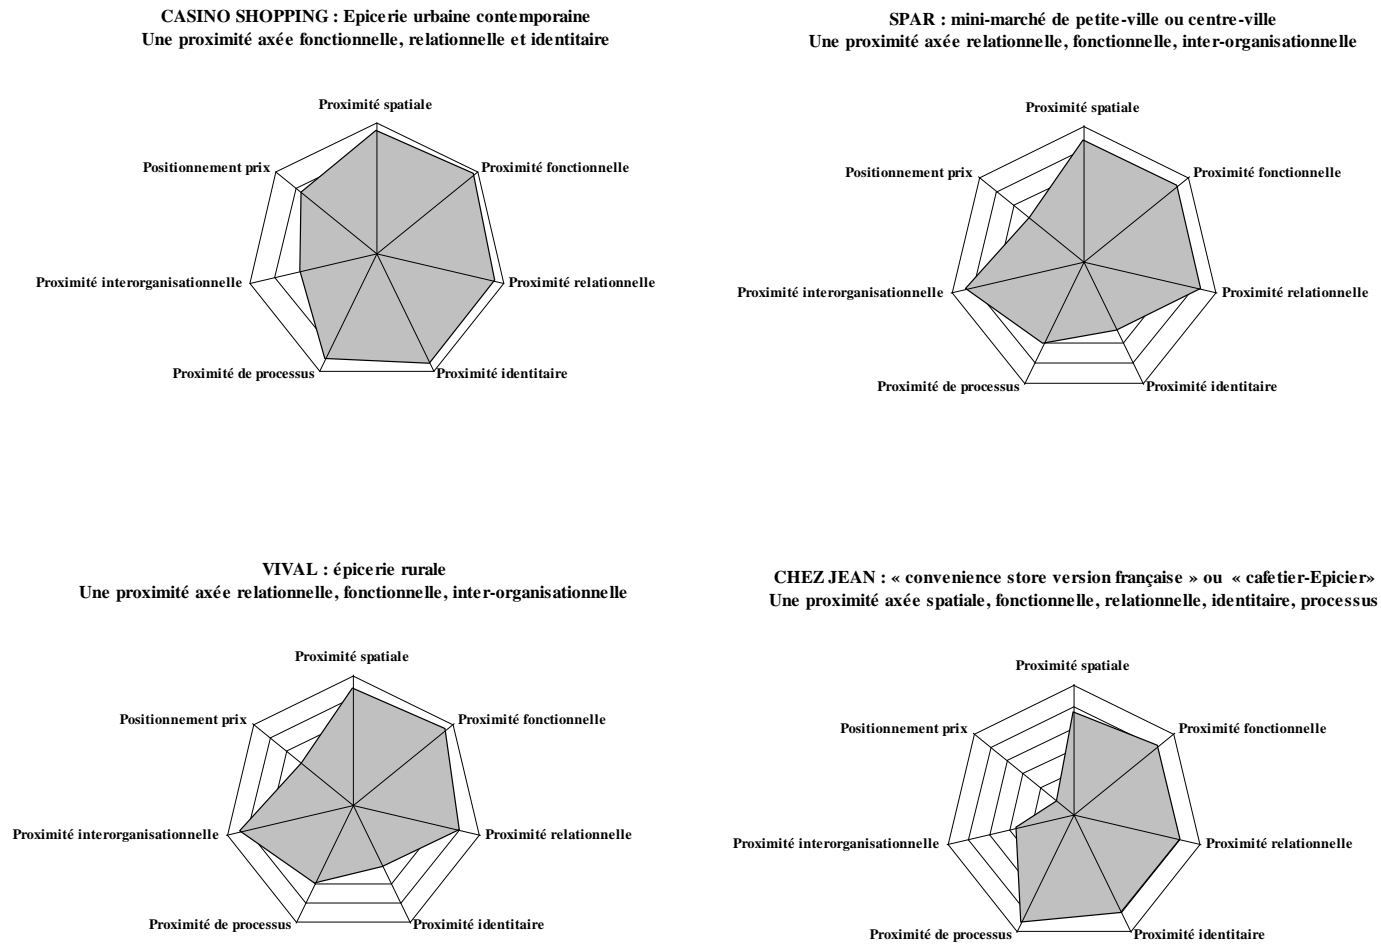 CASINO SHOPPING : Epicerie urbaine contemporaine
Une proximité axée fonctionnelle, relationnelle et identitaire
Proximité spatiale
Positionnement prix
Proximité fonctionnelle
Proximité interorganisationnelle
Proximité relationnelle
Proximité de processus
Proximité identitaire
SPAR : mini-marché de petite-ville ou centre-ville
Une proximité axée relationnelle, fonctionnelle, inter-organisationnelle
Proximité spatiale
Positionnement prix
Proximité fonctionnelle
Proximité interorganisationnelle
Proximité relationnelle
Proximité de processus
Proximité identitaire
VIVAL : épicerie rurale
Une proximité axée relationnelle, fonctionnelle, inter-organisationnelle
Proximité spatiale
Positionnement prix
Proximité fonctionnelle
Proximité interorganisationnelle
Proximité relationnelle
Proximité de processus
Proximité identitaire
CHEZ JEAN : « convenience store version française » ou « cafetier-Epicier»
Une proximité axée spatiale, fonctionnelle, relationnelle, identitaire, processus
Proximité spatiale
Positionnement prix
Proximité fonctionnelle
Proximité interorganisationnelle
Proximité relationnelle
Proximité de processus
Proximité identitaire